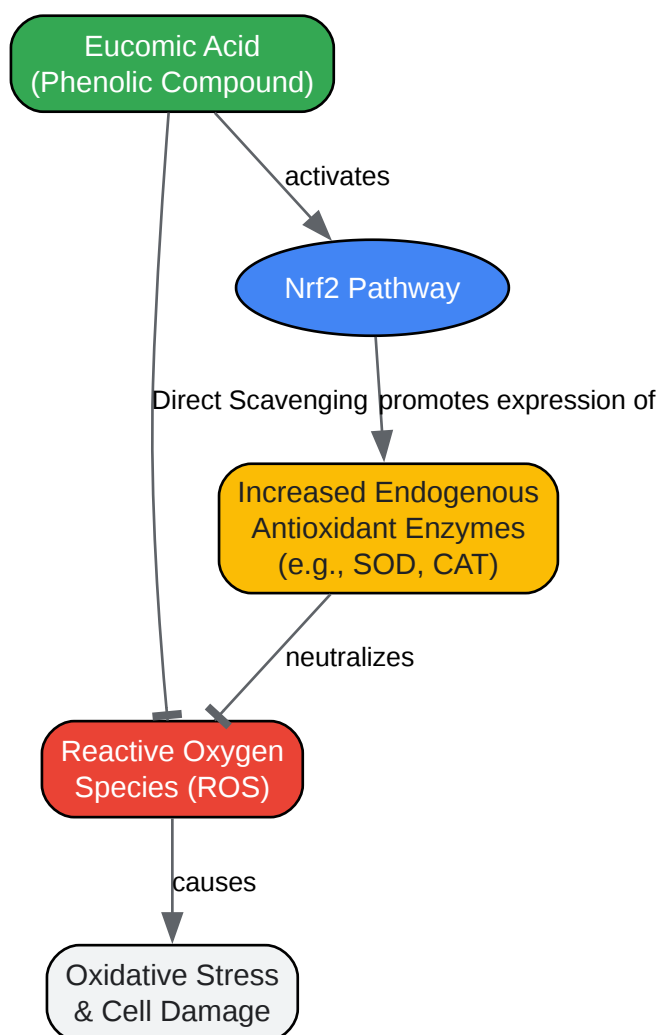 Eucomic Acid
(Phenolic Compound)
activates
Nrf2 Pathway
Direct Scavenging
promotes expression of
Increased Endogenous
Antioxidant Enzymes
(e.g., SOD, CAT)
neutralizes
Reactive Oxygen
Species (ROS)
causes
Oxidative Stress
& Cell Damage